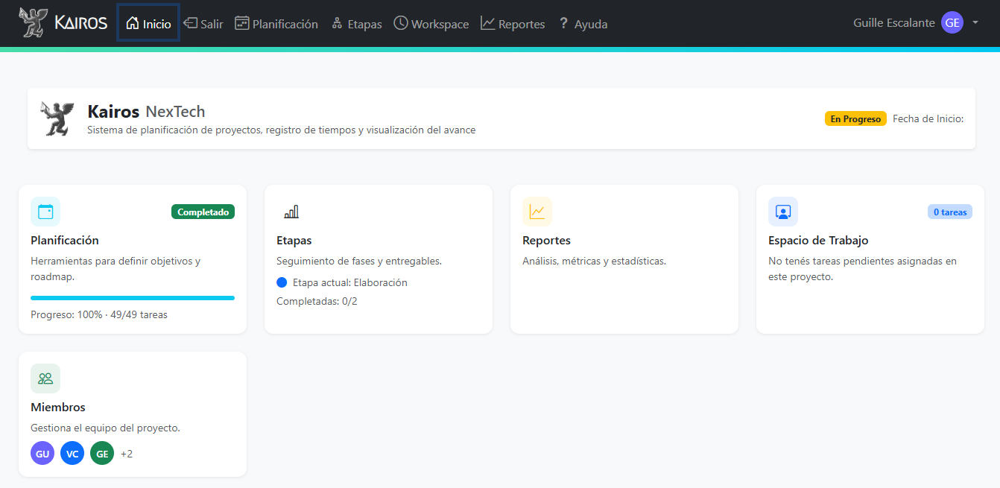 KAIROS Inicio Salir Planificación Etapas Workspace Reportes ? Ayuda Guille Escalante GE
Kairos NexTech
Sistema de planificación de proyectos, registro de tiempos y visualización del avance
En Progreso Fecha de Inicio:
Completado
Planificación
Herramientas para definir objetivos y
roadmap.
Progreso: 100% · 49/49 tareas
Etapas
Seguimiento de fases y entregables.
Etapa actual: Elaboración
Completadas: 0/2
Reportes
Análisis, métricas y estadísticas.
0 tareas
Espacio de Trabajo
No tenés tareas pendientes asignadas en
este proyecto.
Miembros
Gestiona el equipo del proyecto.
GU VC GE +2